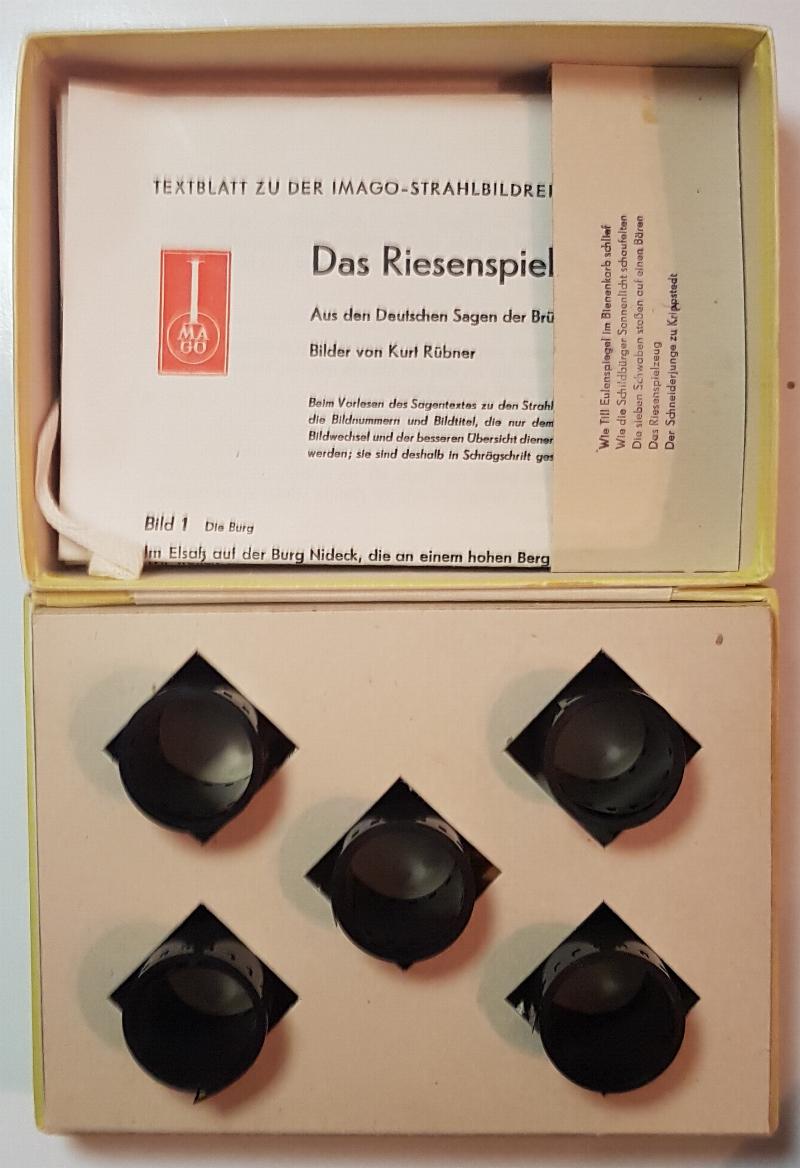 TEXTBLATT ZU DER IMAGO-STRAHLBILDREI
Das Riesenspiel
Aus den Deutschen Sagen der Brü
Bilder von Kurt Rübner
IMAGO
Beim Vorlesen des Sagentextes zu den Strahl
die Bildnummern und Bildtitel, die nur dem
Bildwechsel und der besseren Übersicht diener
werden; sie sind deshalb in Schrägschrift ges
Bild 1 Die Burg
Im Elsaß auf der Burg Nideck, die an einem hohen Berg
Wie Till Eulenspiegel im Bienenkorb schlief
Wie die Schildbürger Sonnenlicht schaufelten
Die sieben Schwaben stoßen auf einen Bären
Das Riesenspielzeug
Der Schneiderjunge zu Krippstedt